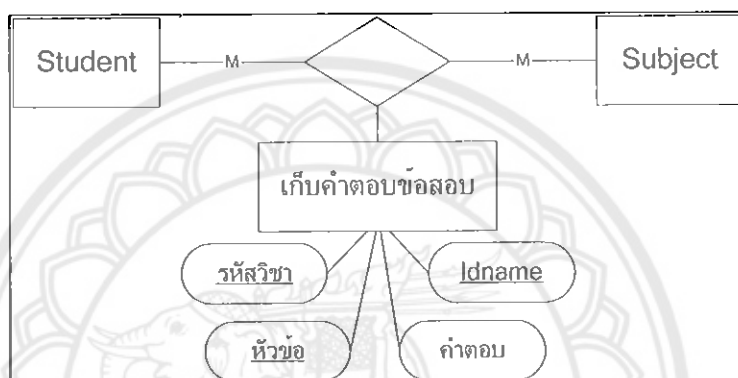 Student
M
M
Subject
เก็บคำตอบข้อสอบ
รหัสวิชา
Idname
หัวข้อ
คำตอบ